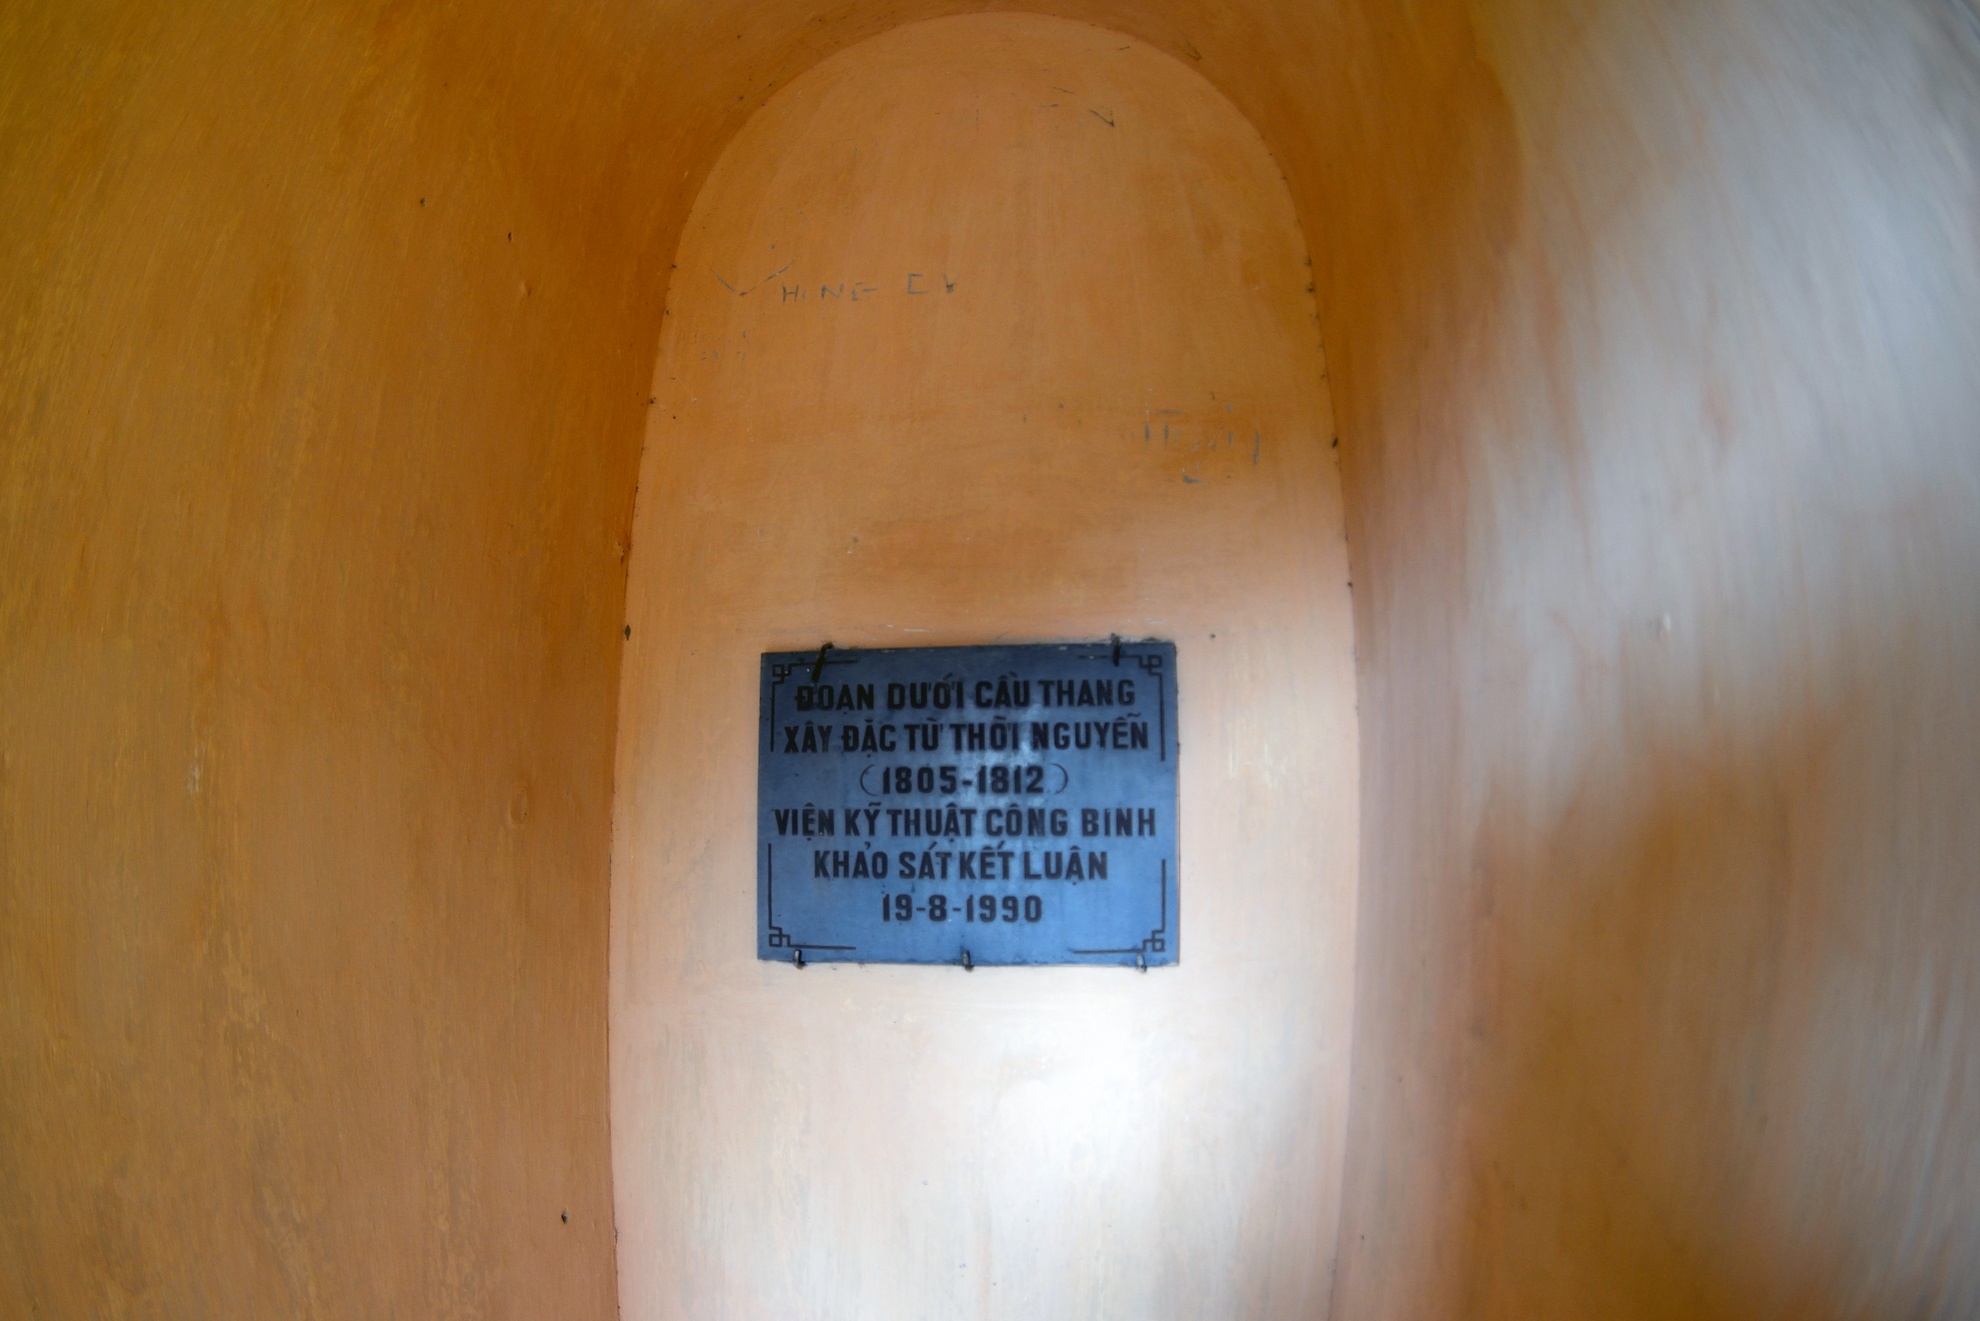 ĐOẠN DƯỚI CẦU THANG
XÂY ĐẶC TỪ THỜI NGUYỄN
(1805-1812)
VIỆN KỸ THUẬT CÔNG BINH
KHẢO SÁT KẾT LUẬN
19-8-1990